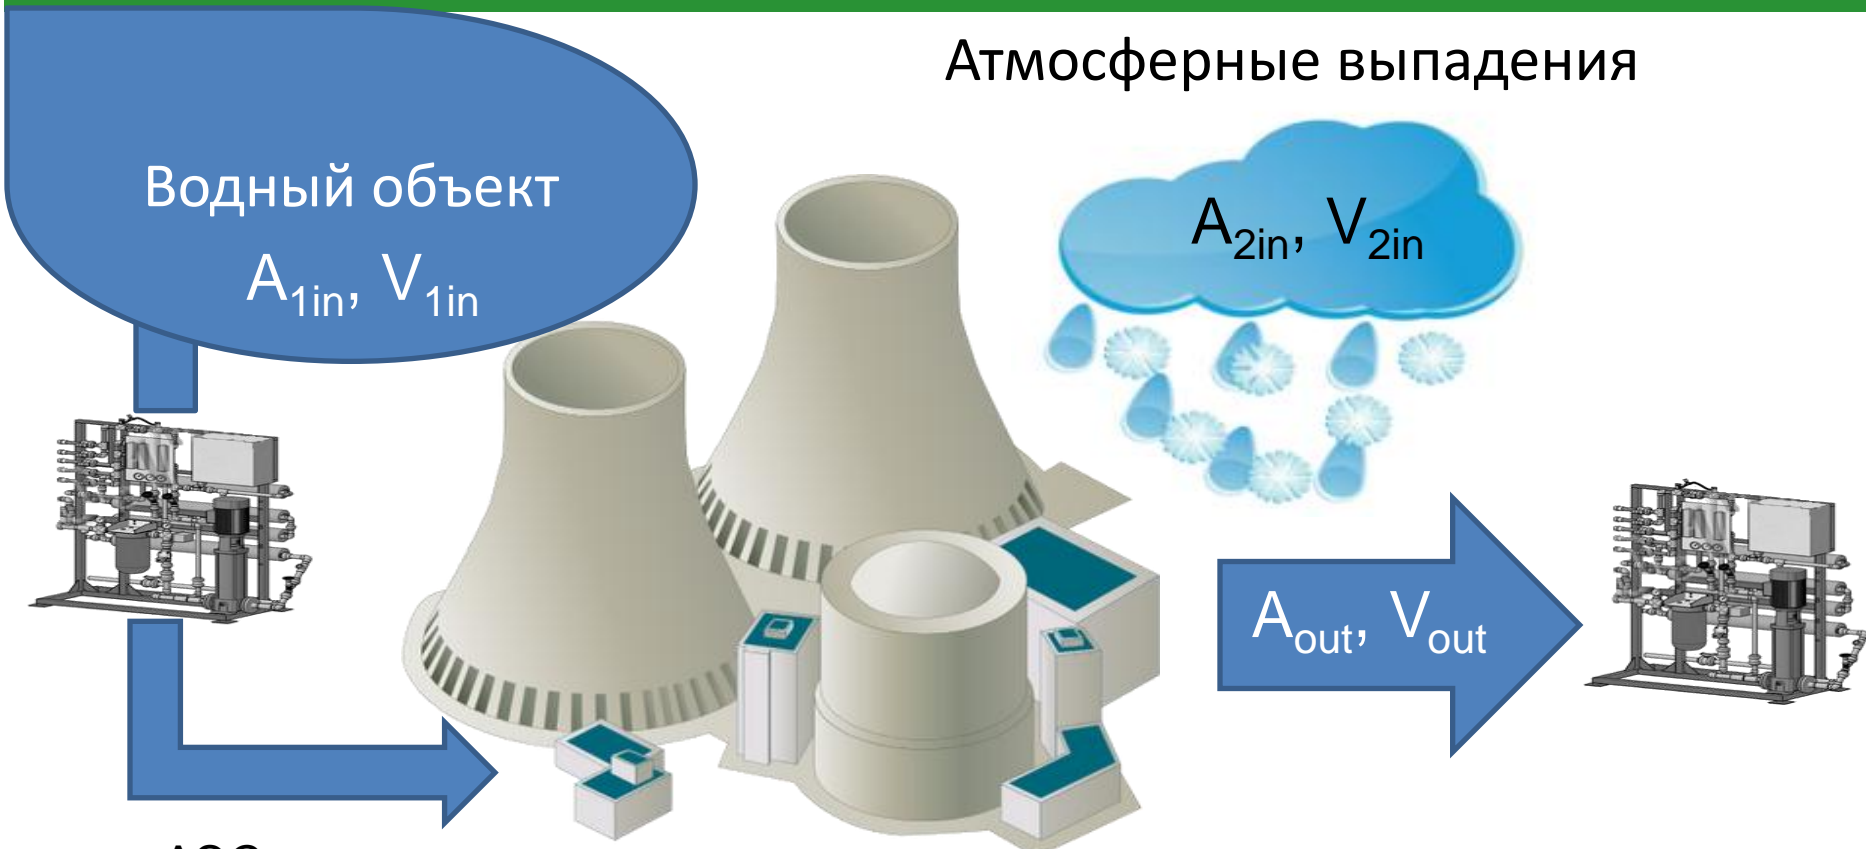 Атмосферные выпадения
Водный объект
A1in, V1in
A2in, V2in
Aout, Vout